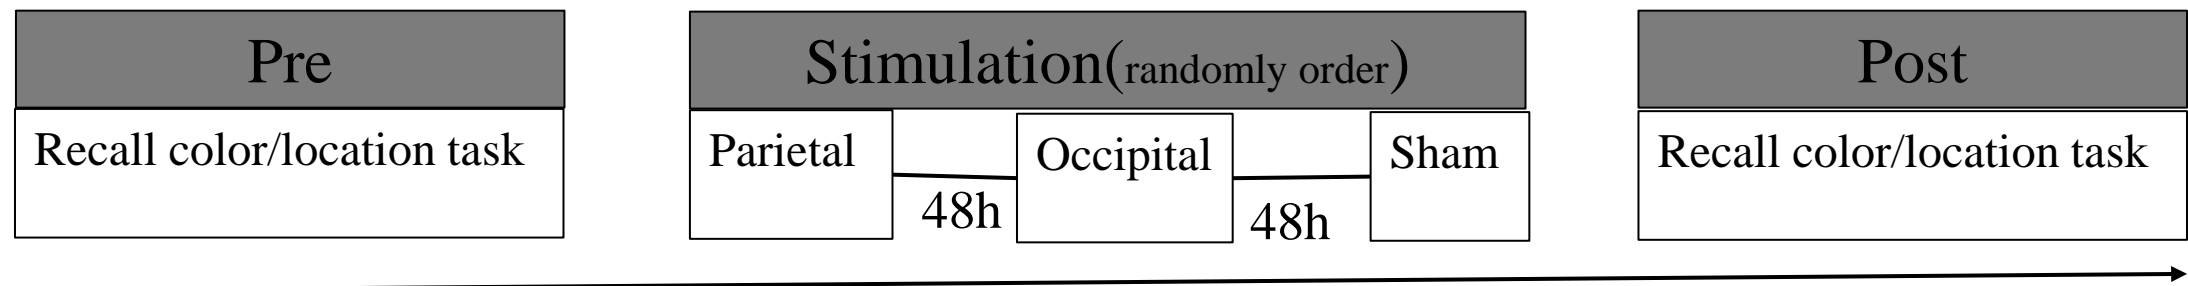 Pre
Stimulation(randomly order)
Post
Recall color/location task
Parietal
48h
Occipital
48h
Sham
Recall color/location task